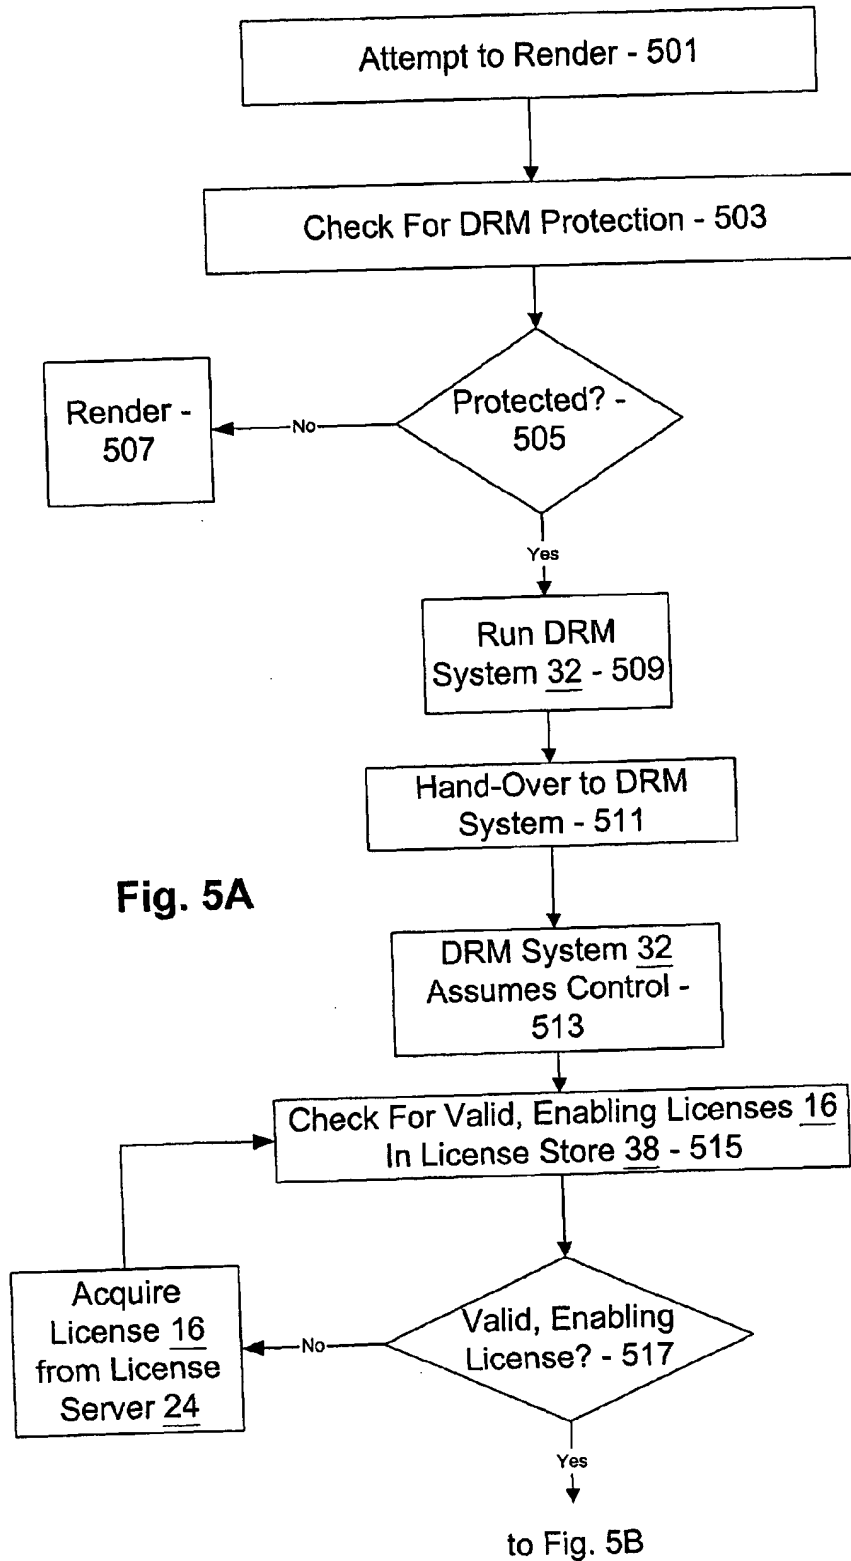 Attempt to Render - 501
Check For DRM Protection - 503
Protected? -
505
No
Render -
507
Yes
Run DRM
System 32 - 509
Hand-Over to DRM
System - 511
Fig. 5A
DRM System 32
Assumes Control -
513
Check For Valid, Enabling Licenses 16
In License Store 38 - 515
Valid, Enabling
License? - 517
No
Acquire
License 16
from License
Server 24
Yes
to Fig. 5B